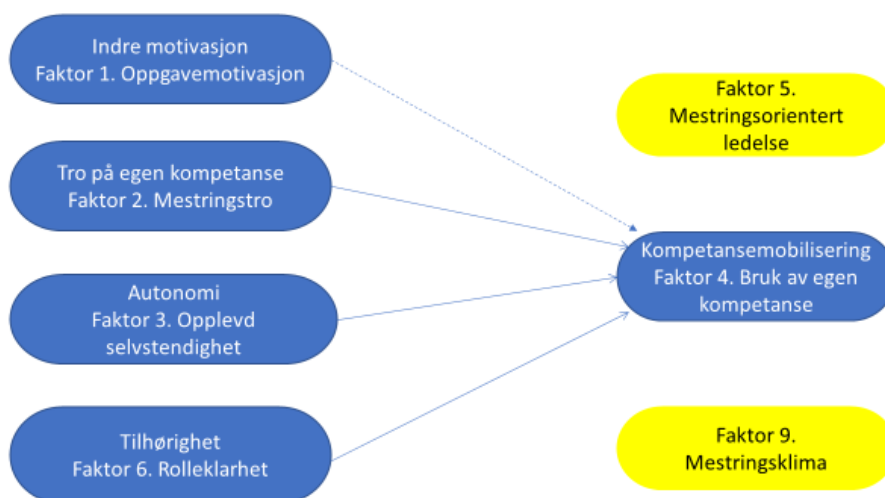 Indre motivasjon
Faktor 1. Oppgavemotivasjon
Tro på egen kompetanse
Faktor 2. Mestringstro
Autonomi
Faktor 3. Opplevd
selvstendighet
Tilhørighet
Faktor 6. Rolleklarhet
Faktor 5.
Mestringsorientert
ledelse
Kompetansemobilisering
Faktor 4. Bruk av egen
kompetanse
Faktor 9.
Mestringsklima